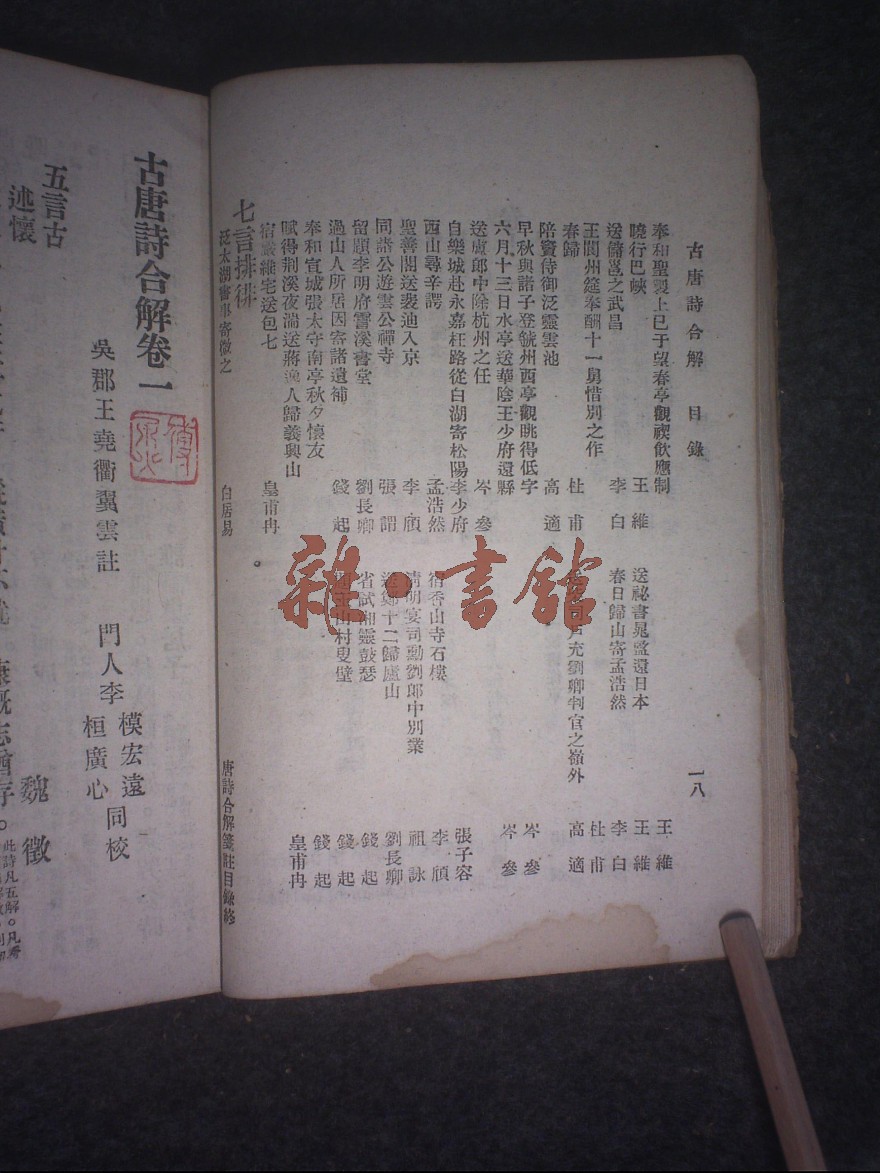 古唐詩合解 目錄 一八
奉和聖製上巳于望春亭觀禊飲應制 王維
曉行巴峽 王維 送祕書晁監還日本 王維
送儲邕之武昌 李白 春日歸山寄孟浩然 李白
王閬州筵奉酬十一舅惜別之作 杜甫
春歸 杜甫 司戶充劉卿判官之嶺外 高適
陪竇侍御泛靈雲池 高適
早秋與諸子登虢州西亭觀眺得低字 岑參
六月十三日水亭送華陰王少府還縣 岑參
送盧郎中除杭州之任 岑參
自樂城赴永嘉枉路從白湖寄松陽李少府 張子容
西山尋辛諤 孟浩然 宿香山寺石樓 李頎
聖善閣送裴迪入京 李頎 清明宴司勳劉郎中別業 祖詠
同諸公遊雲公禪寺 張謂 鄭十二歸廬山 劉長卿
留題李明府霅溪書堂 劉長卿 省試湘靈鼓瑟 錢起
過山人所居因寄諸遺補 錢起 山村叟壁 錢起
奉和宣城張太守南亭秋夕懷友 錢起
賦得荆溪夜湍送蔣逸人歸義興山 皇甫冉
宿嚴維宅送包七 皇甫冉
七言排律
泛太湖書事寄微之 白居易 唐詩合解箋註目錄終
古唐詩合解卷一
吳郡王堯衢翼雲註 門人李 模宏遠 桓廣心 同校
五言古
述懷 魏徵
雜·書館